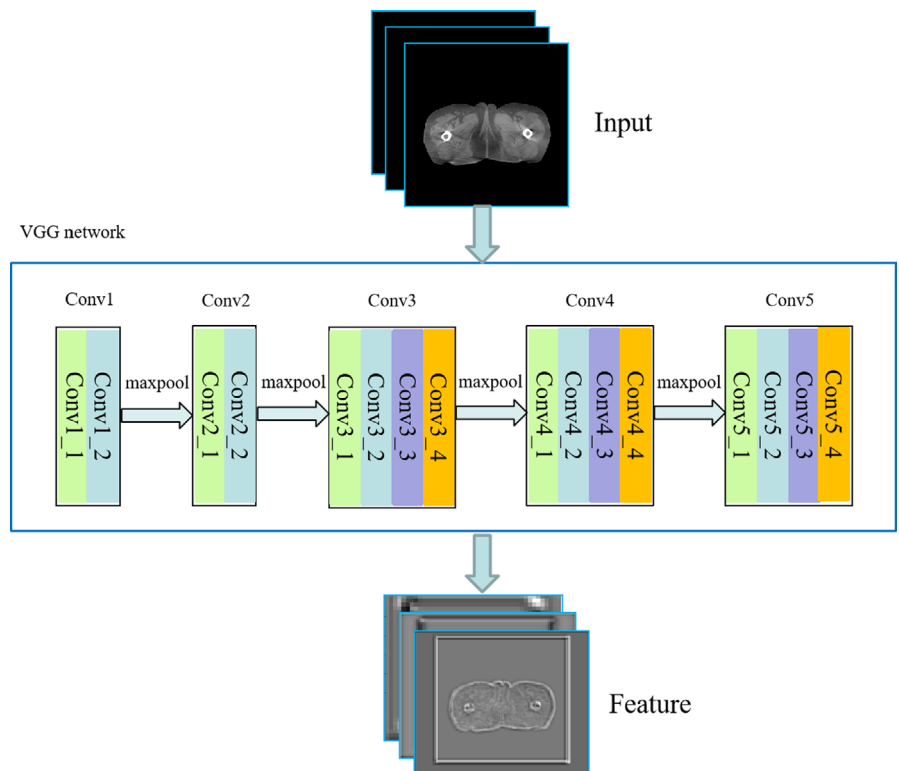 Input
VGG network
Conv1
Conv2
Conv3
Conv4
Conv5
Conv1_1
Conv1_2
maxpool
Conv2_1
Conv2_2
maxpool
Conv3_1
Conv3_2
Conv3_3
Conv3_4
maxpool
Conv4_1
Conv4_2
Conv4_3
Conv4_4
maxpool
Conv5_1
Conv5_2
Conv5_3
Conv5_4
Feature